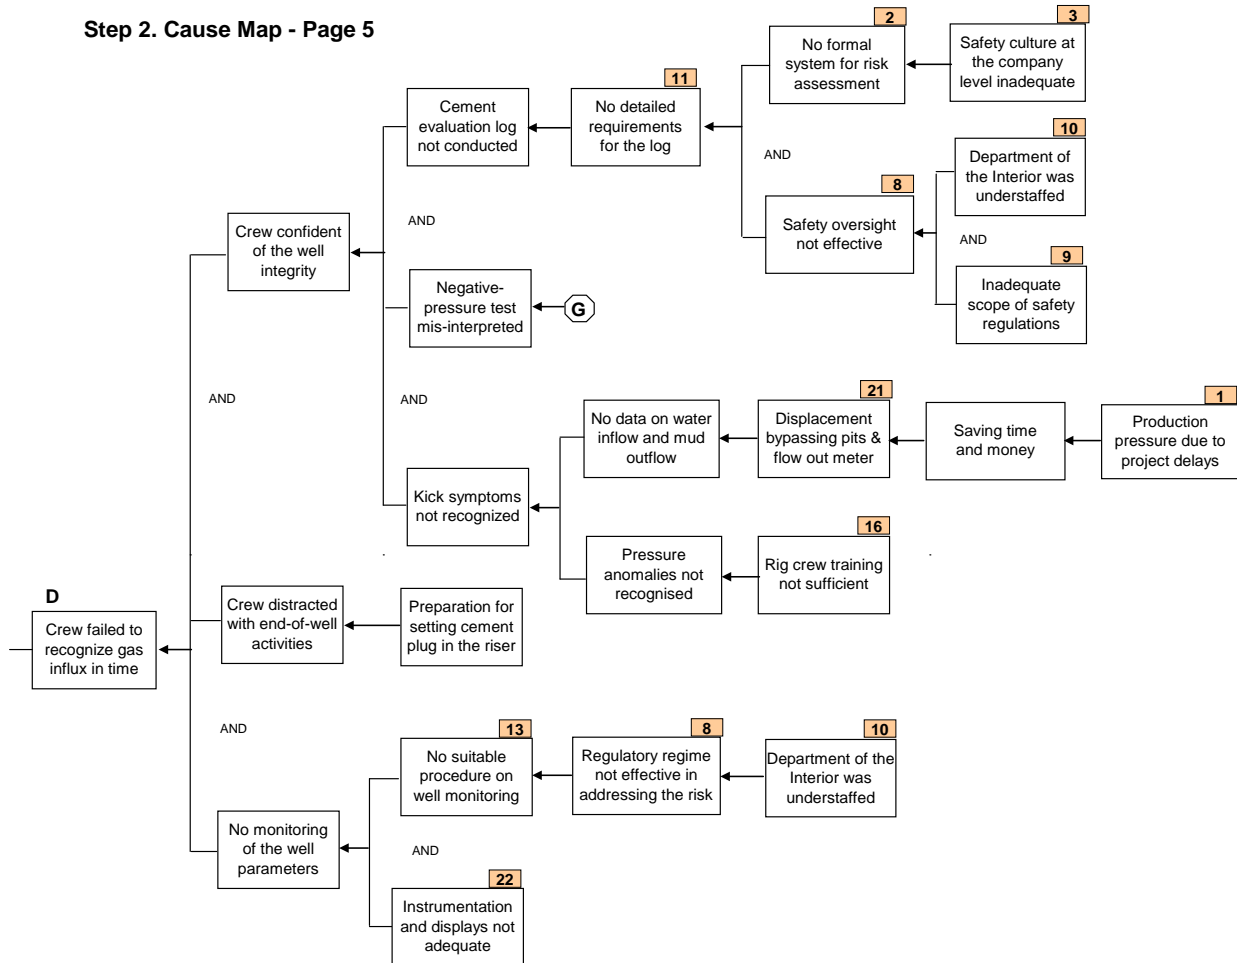 Step 2. Cause Map - Page 5
2
No formal
system for risk
assessment
3
Safety culture at
the company
level inadequate
11
No detailed
requirements
for the log
Cement
evaluation log
not conducted
AND
10
Department of
the Interior was
understaffed
8
Safety oversight
not effective
AND
9
Inadequate
scope of safety
regulations
AND
Crew confident
of the well
integrity
Negative-
pressure test
mis-interpreted
G
AND
AND
No data on water
inflow and mud
outflow
21
Displacement
bypassing pits &
flow out meter
Saving time
and money
1
Production
pressure due to
project delays
Kick symptoms
not recognized
Pressure
anomalies not
recognised
16
Rig crew training
not sufficient
D
Crew failed to
recognize gas
influx in time
Crew distracted
with end-of-well
activities
Preparation for
setting cement
plug in the riser
AND
13
No suitable
procedure on
well monitoring
8
Regulatory regime
not effective in
addressing the risk
10
Department of the
Interior was
understaffed
No monitoring
of the well
parameters
AND
22
Instrumentation
and displays not
adequate